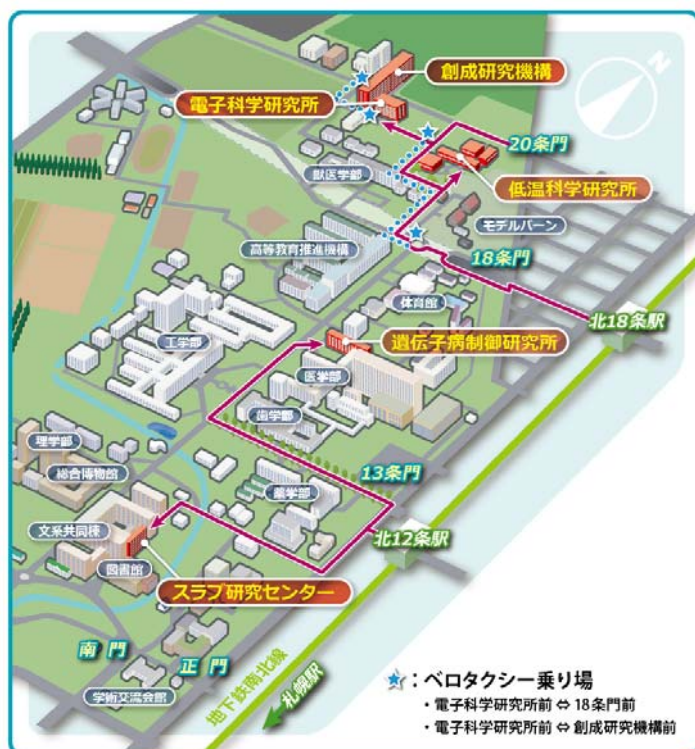 N
創成研究機構
電子科学研究所
20条門
獣医学部
低温科学研究所
モデルバーン
高等教育推進機構
18条門
体育館
北18条駅
工学部
遺伝子病制御研究所
医学部
歯学部
理学部
総合博物館
13条門
薬学部
文系共同棟
北12条駅
図書館
スラブ研究センター
南門
正門
学術交流会館
地下鉄南北線
札幌駅
★：ベロタクシー乗り場
・電子科学研究所前 ⇔ 18条門前
・電子科学研究所前 ⇔ 創成研究機構前